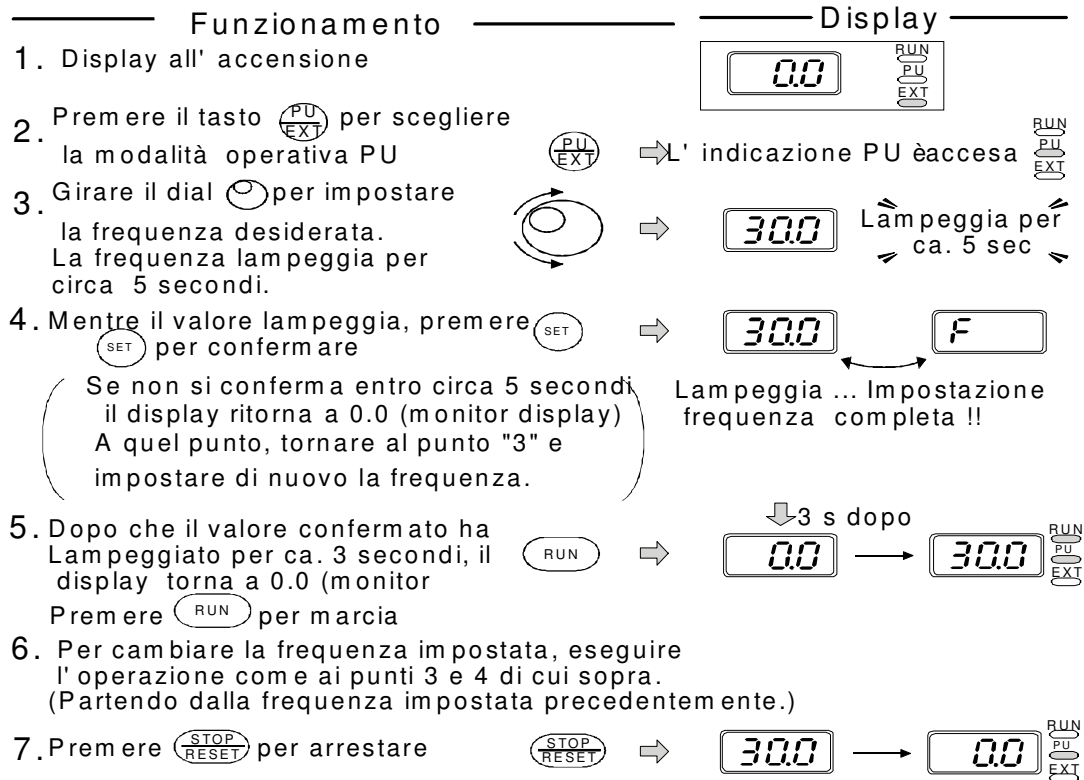 Funzionamento Display
1. Display all' accensione
0.0
RUN
PU
EXT
2. Premere il tasto PU/EXT per scegliere
la modalità operativa PU
PU/EXT
L' indicazione PU èaccesa
RUN
PU
EXT
3. Girare il dial per impostare
la frequenza desiderata.
La frequenza lampeggia per
circa 5 secondi.
30.0
Lampeggia per
ca. 5 sec
4. Mentre il valore lampeggia, premere
SET per confermare
SET
30.0 F
Se non si conferma entro circa 5 secondi
il display ritorna a 0.0 (monitor display)
A quel punto, tornare al punto "3" e
impostare di nuovo la frequenza.
Lampeggia ... Impostazione
frequenza completa !!
5. Dopo che il valore confermato ha
Lampeggiato per ca. 3 secondi, il
display torna a 0.0 (monitor
Premere RUN per marcia
RUN
3 s dopo
0.0 30.0
RUN
PU
EXT
6. Per cambiare la frequenza impostata, eseguire
l' operazione come ai punti 3 e 4 di cui sopra.
(Partendo dalla frequenza impostata precedentemente.)
7. Premere STOP/RESET per arrestare
STOP/RESET
30.0 0.0
RUN
PU
EXT